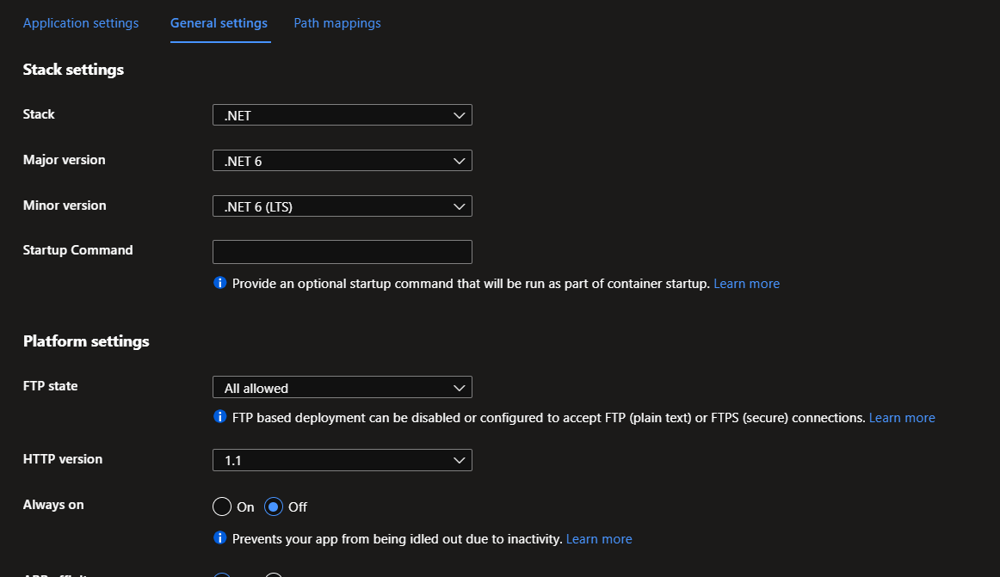 Application settings General settings Path mappings
Stack settings
Stack .NET
Major version .NET 6
Minor version .NET 6 (LTS)
Startup Command
Provide an optional startup command that will be run as part of container startup. Learn more
Platform settings
FTP state All allowed
FTP based deployment can be disabled or configured to accept FTP (plain text) or FTPS (secure) connections. Learn more
HTTP version 1.1
Always on On Off
Prevents your app from being idled out due to inactivity. Learn more